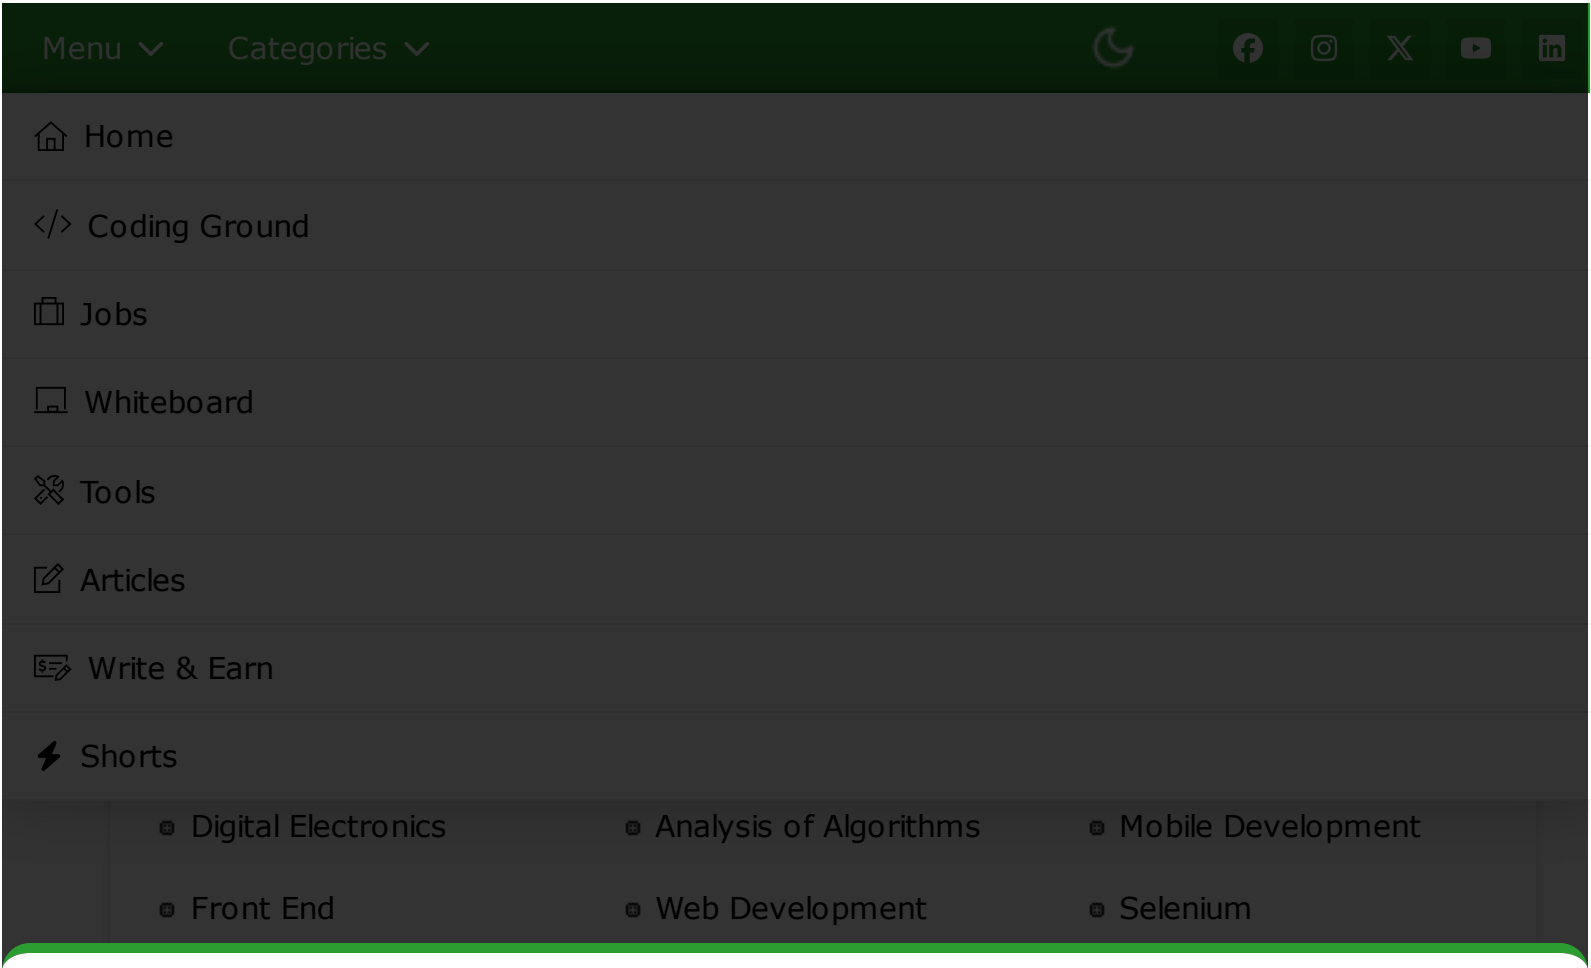 Menu Categories
Home
Coding Ground
Jobs
Whiteboard
Tools
Articles
Write & Earn
Shorts
Digital Electronics Analysis of Algorithms Mobile Development
Front End Web Development Selenium